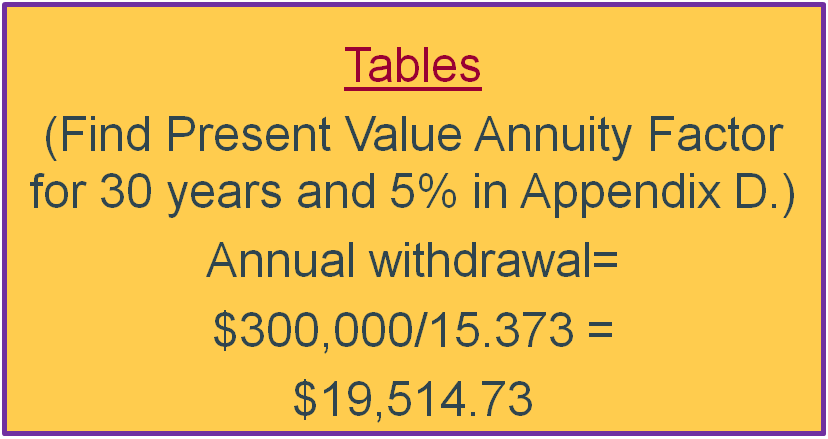 Tables
(Find Present Value Annuity Factor
for 30 years and 5% in Appendix D.)
Annual withdrawal=
$300,000/15.373 =
$19,514.73